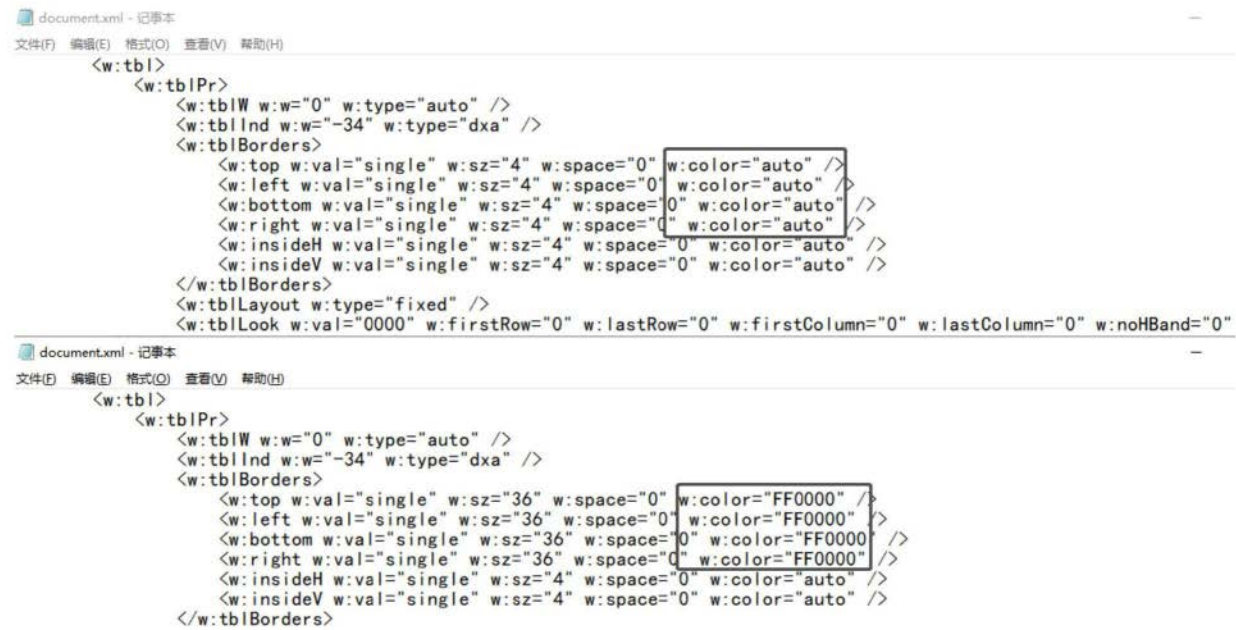 document.xml - 记事本
文件(F) 编辑(E) 格式(O) 查看(V) 帮助(H)
<w:tbl>
<w:tblPr>
<w:tblW w:w="0" w:type="auto" />
<w:tblInd w:w="-34" w:type="dxa" />
<w:tblBorders>
<w:top w:val="single" w:sz="4" w:space="0" w:color="auto" />
<w:left w:val="single" w:sz="4" w:space="0" w:color="auto" />
<w:bottom w:val="single" w:sz="4" w:space="0" w:color="auto" />
<w:right w:val="single" w:sz="4" w:space="0" w:color="auto" />
<w:insideH w:val="single" w:sz="4" w:space="0" w:color="auto" />
<w:insideV w:val="single" w:sz="4" w:space="0" w:color="auto" />
</w:tblBorders>
<w:tblLayout w:type="fixed" />
<w:tblLook w:val="0000" w:firstRow="0" w:lastRow="0" w:firstColumn="0" w:lastColumn="0" w:noHBand="0"
document.xml - 记事本
文件(F) 编辑(E) 格式(O) 查看(V) 帮助(H)
<w:tbl>
<w:tblPr>
<w:tblW w:w="0" w:type="auto" />
<w:tblInd w:w="-34" w:type="dxa" />
<w:tblBorders>
<w:top w:val="single" w:sz="36" w:space="0" w:color="FF0000" />
<w:left w:val="single" w:sz="36" w:space="0" w:color="FF0000" />
<w:bottom w:val="single" w:sz="36" w:space="0" w:color="FF0000" />
<w:right w:val="single" w:sz="36" w:space="0" w:color="FF0000" />
<w:insideH w:val="single" w:sz="4" w:space="0" w:color="auto" />
<w:insideV w:val="single" w:sz="4" w:space="0" w:color="auto" />
</w:tblBorders>